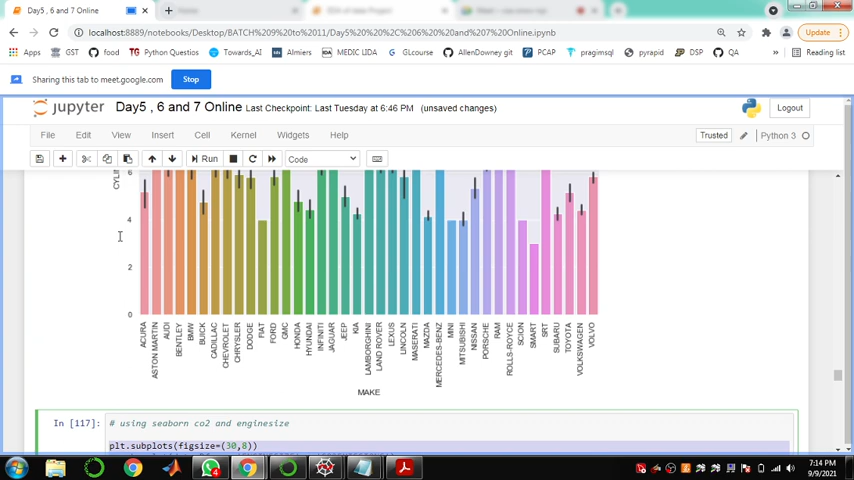 Day5 , 6 and 7 Online
EDA of Iase Project
localhost:8889/notebooks/Desktop/BATCH%209%20to%2011/Day5%20%2C%206%20and%207%20Online.ipynb
Update
Apps GST food TG Python Questions Towards_AI Almiers MEDIC LIDA GLcourse AllenDowney git PCAP pragimsql pyrapid DSP QA Reading list
Sharing this tab to meet.google.com Stop
jupyter Day5 , 6 and 7 Online Last Checkpoint: Last Tuesday at 6:46 PM (unsaved changes) Logout
File Edit View Insert Cell Kernel Widgets Help Trusted Python 3
Run Code
6
4
2
0
ACURA ASTON MARTIN AUDI BENTLEY BMW BUICK CADILLAC CHEVROLET CHRYSLER DODGE FIAT FORD GMC HONDA HYUNDAI INFINITI JAGUAR JEEP KIA LAMBORGHINI LAND ROVER LEXUS LINCOLN MASERATI MAZDA MERCEDES-BENZ MINI MITSUBISHI NISSAN PORSCHE RAM ROLLS-ROYCE SCION SMART SRT SUBARU TOYOTA VOLKSWAGEN VOLVO
MAKE
In [117]: # using seaborn co2 and enginesize
plt.subplots(figsize=(30,8))
7:14 PM
9/9/2021